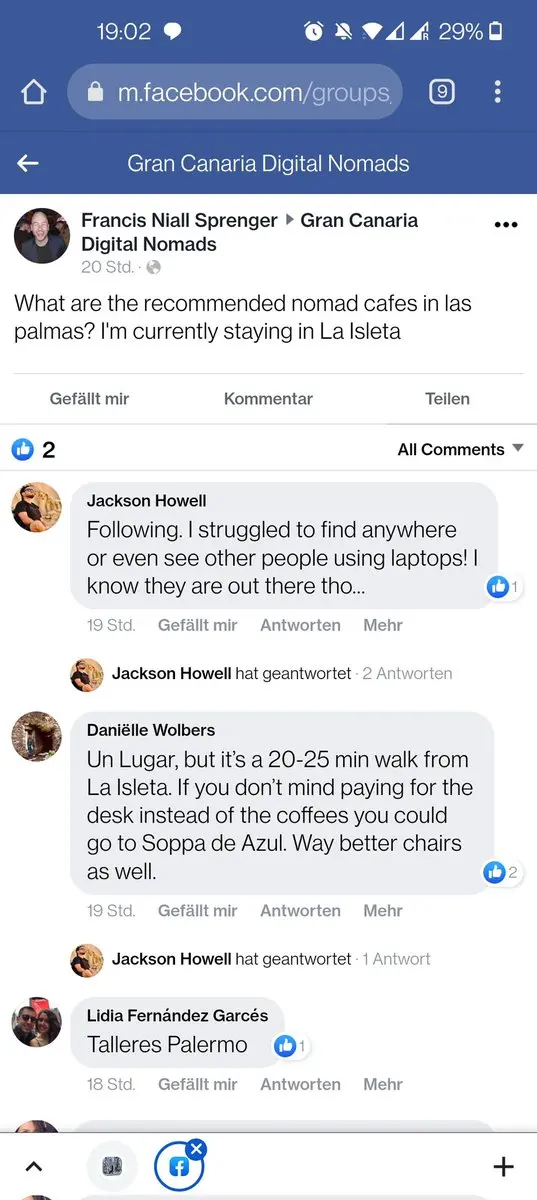 19:02
R 29%
m.facebook.com/groups
9
Gran Canaria Digital Nomads
Francis Niall Sprenger ▸ Gran Canaria
Digital Nomads
20 Std. ·
What are the recommended nomad cafes in las
palmas? I'm currently staying in La Isleta
Gefällt mir Kommentar Teilen
2 All Comments
Jackson Howell
Following. I struggled to find anywhere
or even see other people using laptops! I
know they are out there tho...
1
19 Std. Gefällt mir Antworten Mehr
Jackson Howell hat geantwortet · 2 Antworten
Daniëlle Wolbers
Un Lugar, but it’s a 20-25 min walk from
La Isleta. If you don’t mind paying for the
desk instead of the coffees you could
go to Soppa de Azul. Way better chairs
as well.
2
19 Std. Gefällt mir Antworten Mehr
Jackson Howell hat geantwortet · 1 Antwort
Lidia Fernández Garcés
Talleres Palermo
1
18 Std. Gefällt mir Antworten Mehr